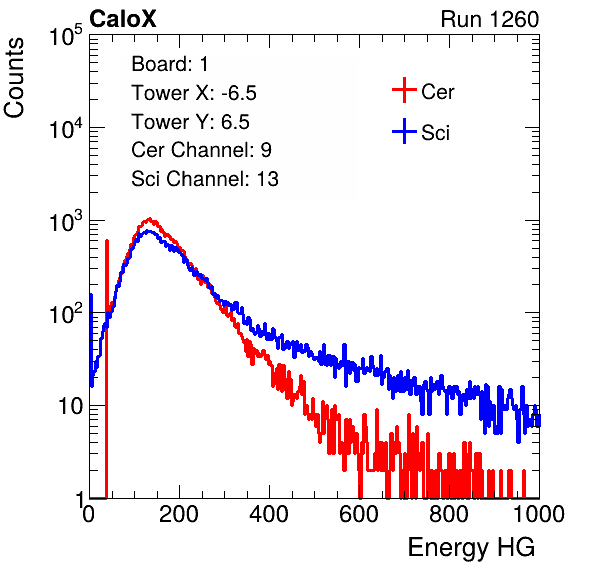 CaloX Run 1260
Counts
Board: 1
Tower X: -6.5
Tower Y: 6.5
Cer Channel: 9
Sci Channel: 13
Cer
Sci
10^5
10^4
10^3
10^2
10
1
0 200 400 600 800 1000
Energy HG